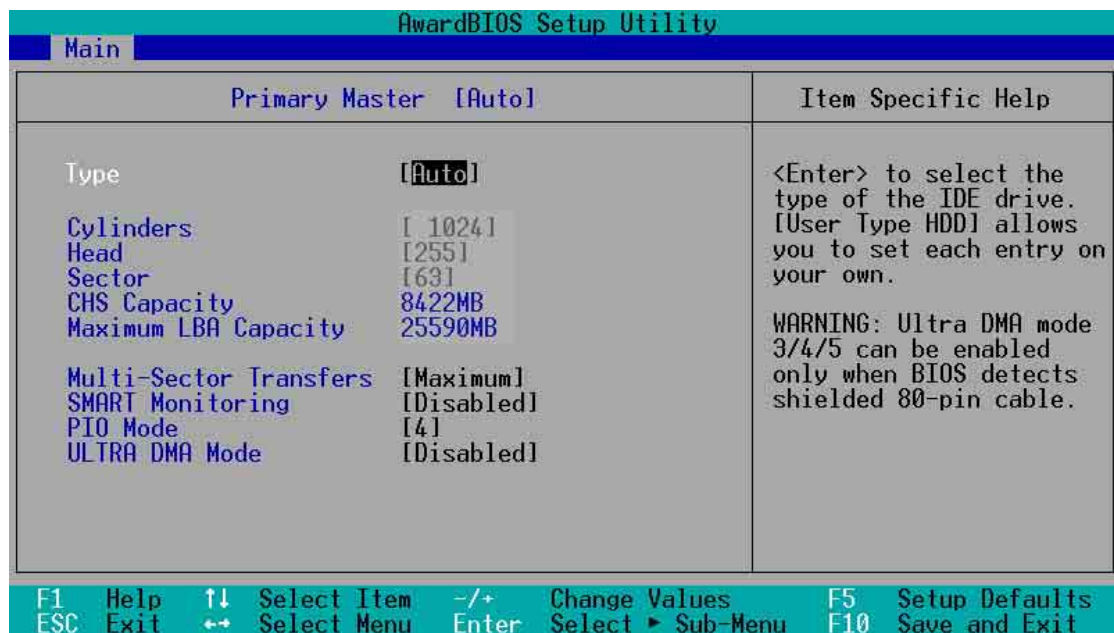 AwardBIOS Setup Utility
Main
Primary Master [Auto]
Item Specific Help
Type [Auto]
Cylinders [ 1024]
Head [255]
Sector [63]
CHS Capacity 8422MB
Maximum LBA Capacity 25590MB
Multi-Sector Transfers [Maximum]
SMART Monitoring [Disabled]
PIO Mode [4]
ULTRA DMA Mode [Disabled]
<Enter> to select the
type of the IDE drive.
[User Type HDD] allows
you to set each entry on
your own.
WARNING: Ultra DMA mode
3/4/5 can be enabled
only when BIOS detects
shielded 80-pin cable.
F1 Help ↑↓ Select Item -/+ Change Values F5 Setup Defaults
ESC Exit ←→ Select Menu Enter Select ► Sub-Menu F10 Save and Exit